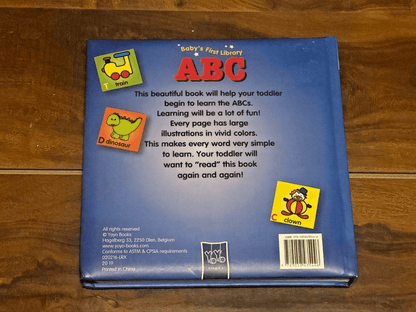 Baby's First Library
ABC
T train
This beautiful book will help your toddler
begin to learn the ABCs.
Learning will be a lot of fun!
Every page has large
illustrations in vivid colors.
This makes every word very simple
to learn. Your toddler will
want to "read" this book
again and again!
D dinosaur
C clown
All rights reserved
© Yoyo Books
Hagelberg 33, 2250 Olen, Belgium
www.yoyo-books.com
Conforms to ASTM & CPSIA requirements
Printed in China
YOYO